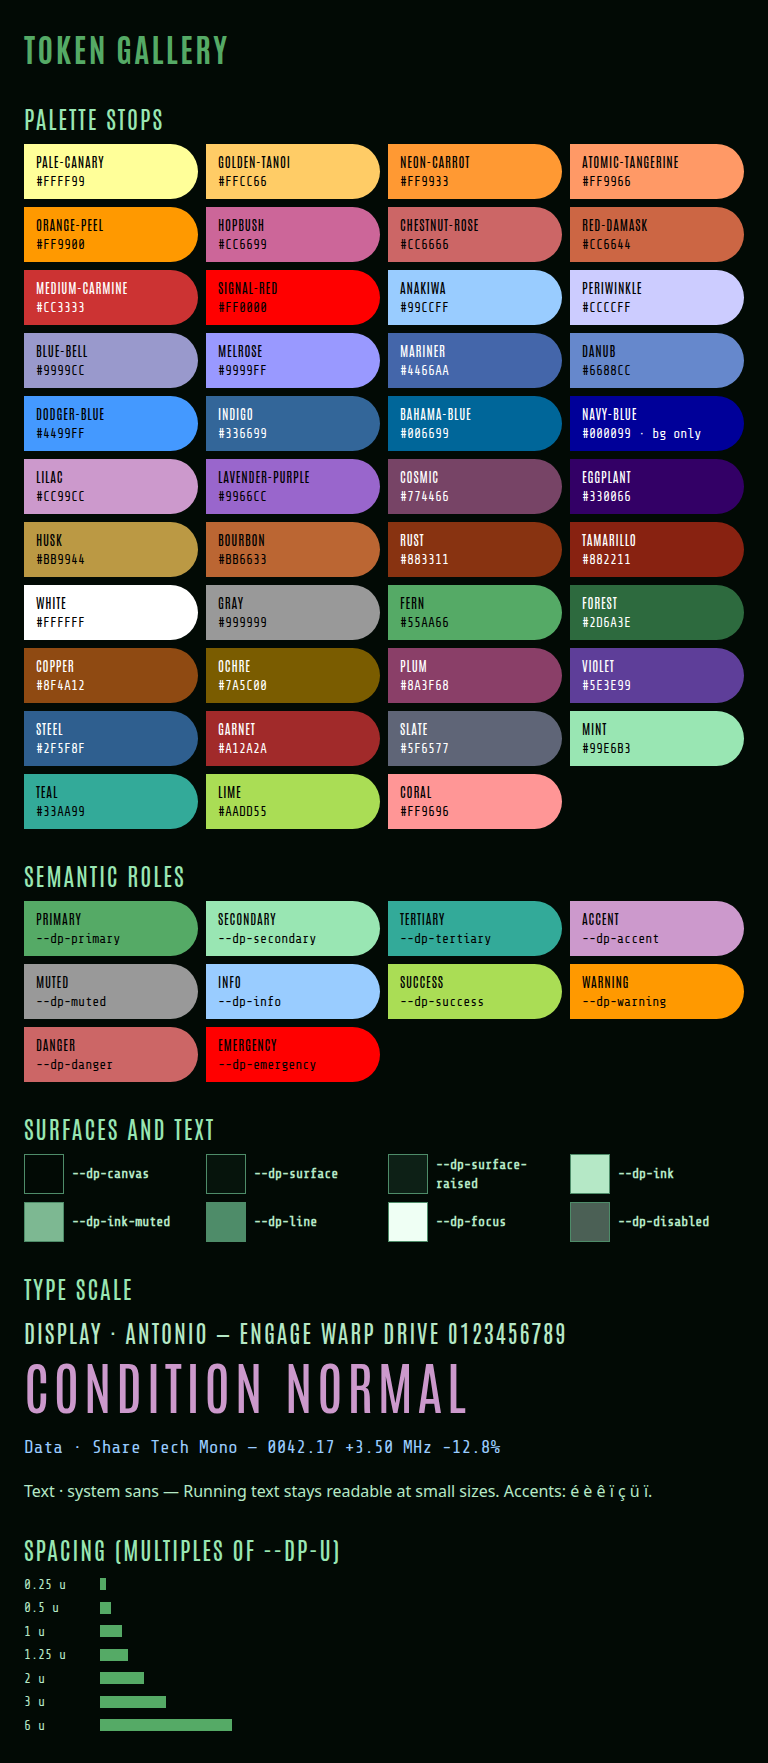 TOKEN GALLERY
PALETTE STOPS
PALE-CANARY GOLDEN-TANOI NEON-CARROT ATOMIC-TANGERINE
#FFFF99 #FFCC66 #FF9933 #FF9966
ORANGE-PEEL HOPBUSH CHESTNUT-ROSE RED-DAMASK
#FF9900 #CC6699 #CC6666 #CC6644
MEDIUM-CARMINE SIGNAL-RED ANAKIWA PERIWINKLE
#CC3333 #FF0000 #99CCFF #CCCCFF
BLUE-BELL MELROSE MARINER DANUB
#9999CC #9999FF #4466AA #6688CC
DODGER-BLUE INDIGO BAHAMA-BLUE NAVY-BLUE
#4499FF #336699 #006699 #000099 · bg only
LILAC LAVENDER-PURPLE COSMIC EGGPLANT
#CC99CC #9966CC #774466 #330066
HUSK BOURBON RUST TAMARILLO
#BB9944 #BB6633 #883311 #882211
WHITE GRAY FERN FOREST
#FFFFFF #999999 #55AA66 #2D6A3E
COPPER OCHRE PLUM VIOLET
#8F4A12 #7A5C00 #8A3F68 #5E3E99
STEEL GARNET SLATE MINT
#2F5F8F #A12A2A #5F6577 #99E6B3
TEAL LIME CORAL
#33AA99 #AADD55 #FF9696
SEMANTIC ROLES
PRIMARY SECONDARY TERTIARY ACCENT
--dp-primary --dp-secondary --dp-tertiary --dp-accent
MUTED INFO SUCCESS WARNING
--dp-muted --dp-info --dp-success --dp-warning
DANGER EMERGENCY
--dp-danger --dp-emergency
SURFACES AND TEXT
--dp-canvas --dp-surface --dp-surface-raised --dp-ink
--dp-ink-muted --dp-line --dp-focus --dp-disabled
TYPE SCALE
DISPLAY · ANTONIO — ENGAGE WARP DRIVE 0123456789
CONDITION NORMAL
Data · Share Tech Mono — 0042.17 +3.50 MHz −12.8%
Text · system sans — Running text stays readable at small sizes. Accents: é è ê ï ç ü ï.
SPACING (MULTIPLES OF --DP-U)
0.25 u
0.5 u
1 u
1.25 u
2 u
3 u
6 u